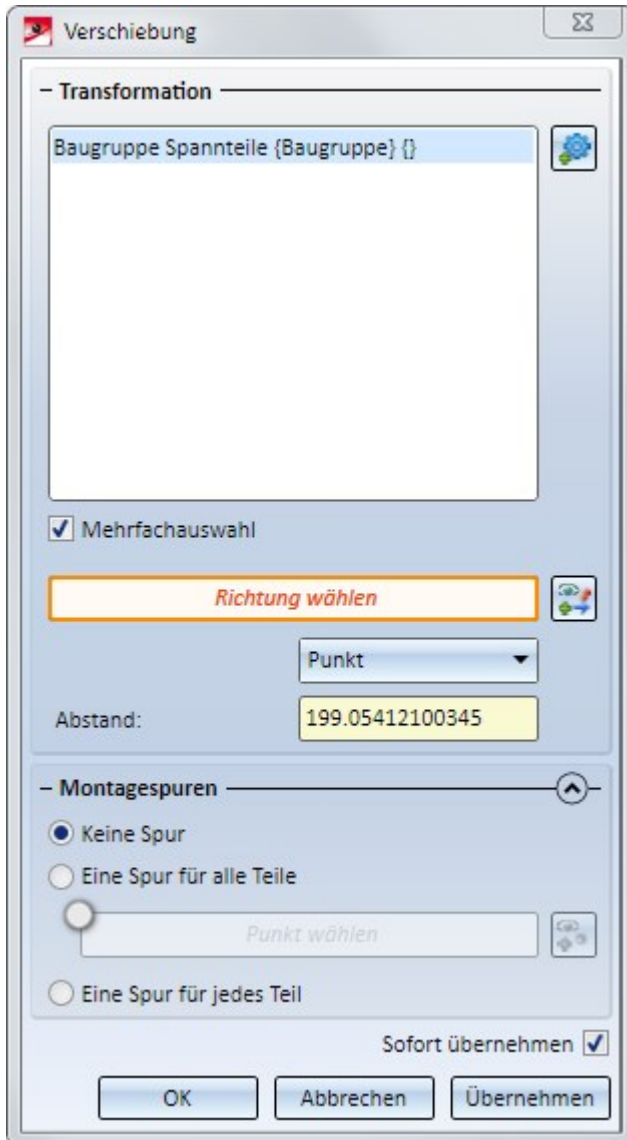 Verschiebung
Transformation
Baugruppe Spannteile {Baugruppe} {}
Mehrfachauswahl
Richtung wählen
Punkt
Abstand:
199.05412100345
Montagespuren
Keine Spur
Eine Spur für alle Teile
Punkt wählen
Eine Spur für jedes Teil
Sofort übernehmen
OK
Abbrechen
Übernehmen